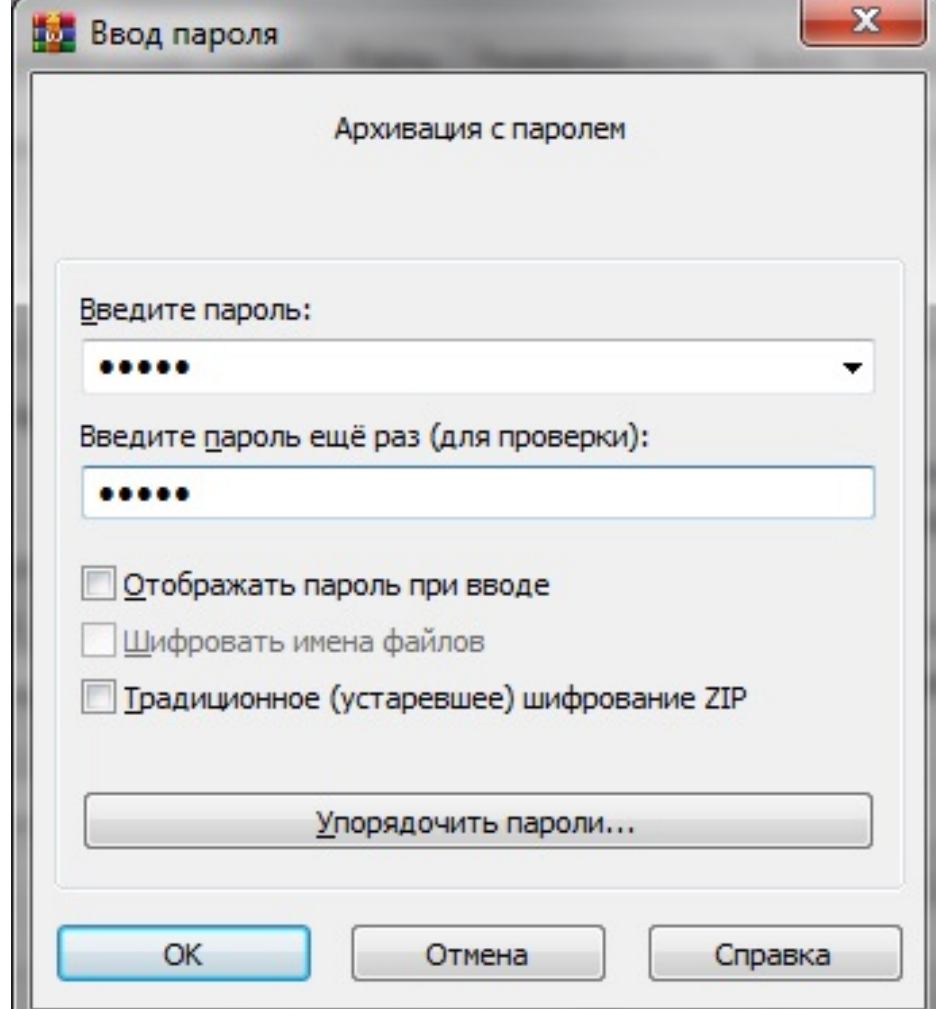 Ввод пароля
Архивация с паролем
Введите пароль:
•••••
Введите пароль ещё раз (для проверки):
•••••
Отображать пароль при вводе
Шифровать имена файлов
Традиционное (устаревшее) шифрование ZIP
Упорядочить пароли...
OK Отмена Справка